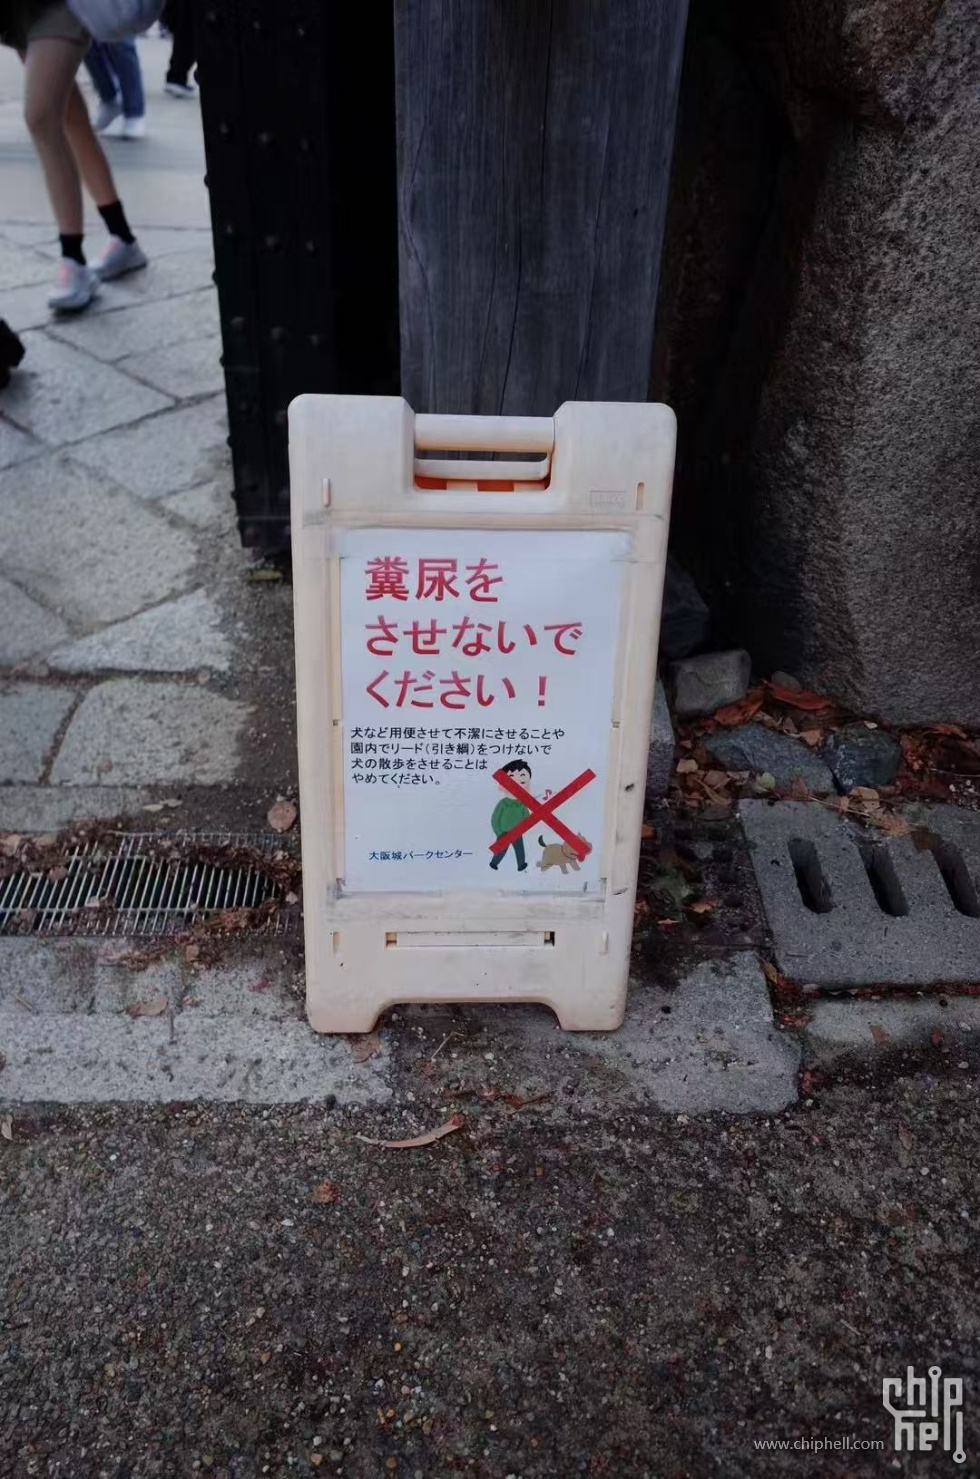 糞尿を
させないで
ください！
犬など用便させて不潔にさせることや
園内でリード（引き綱）をつけないで
犬の散歩をさせることは
やめてください。
大阪城パークセンター
chip
hell
www.chiphell.com